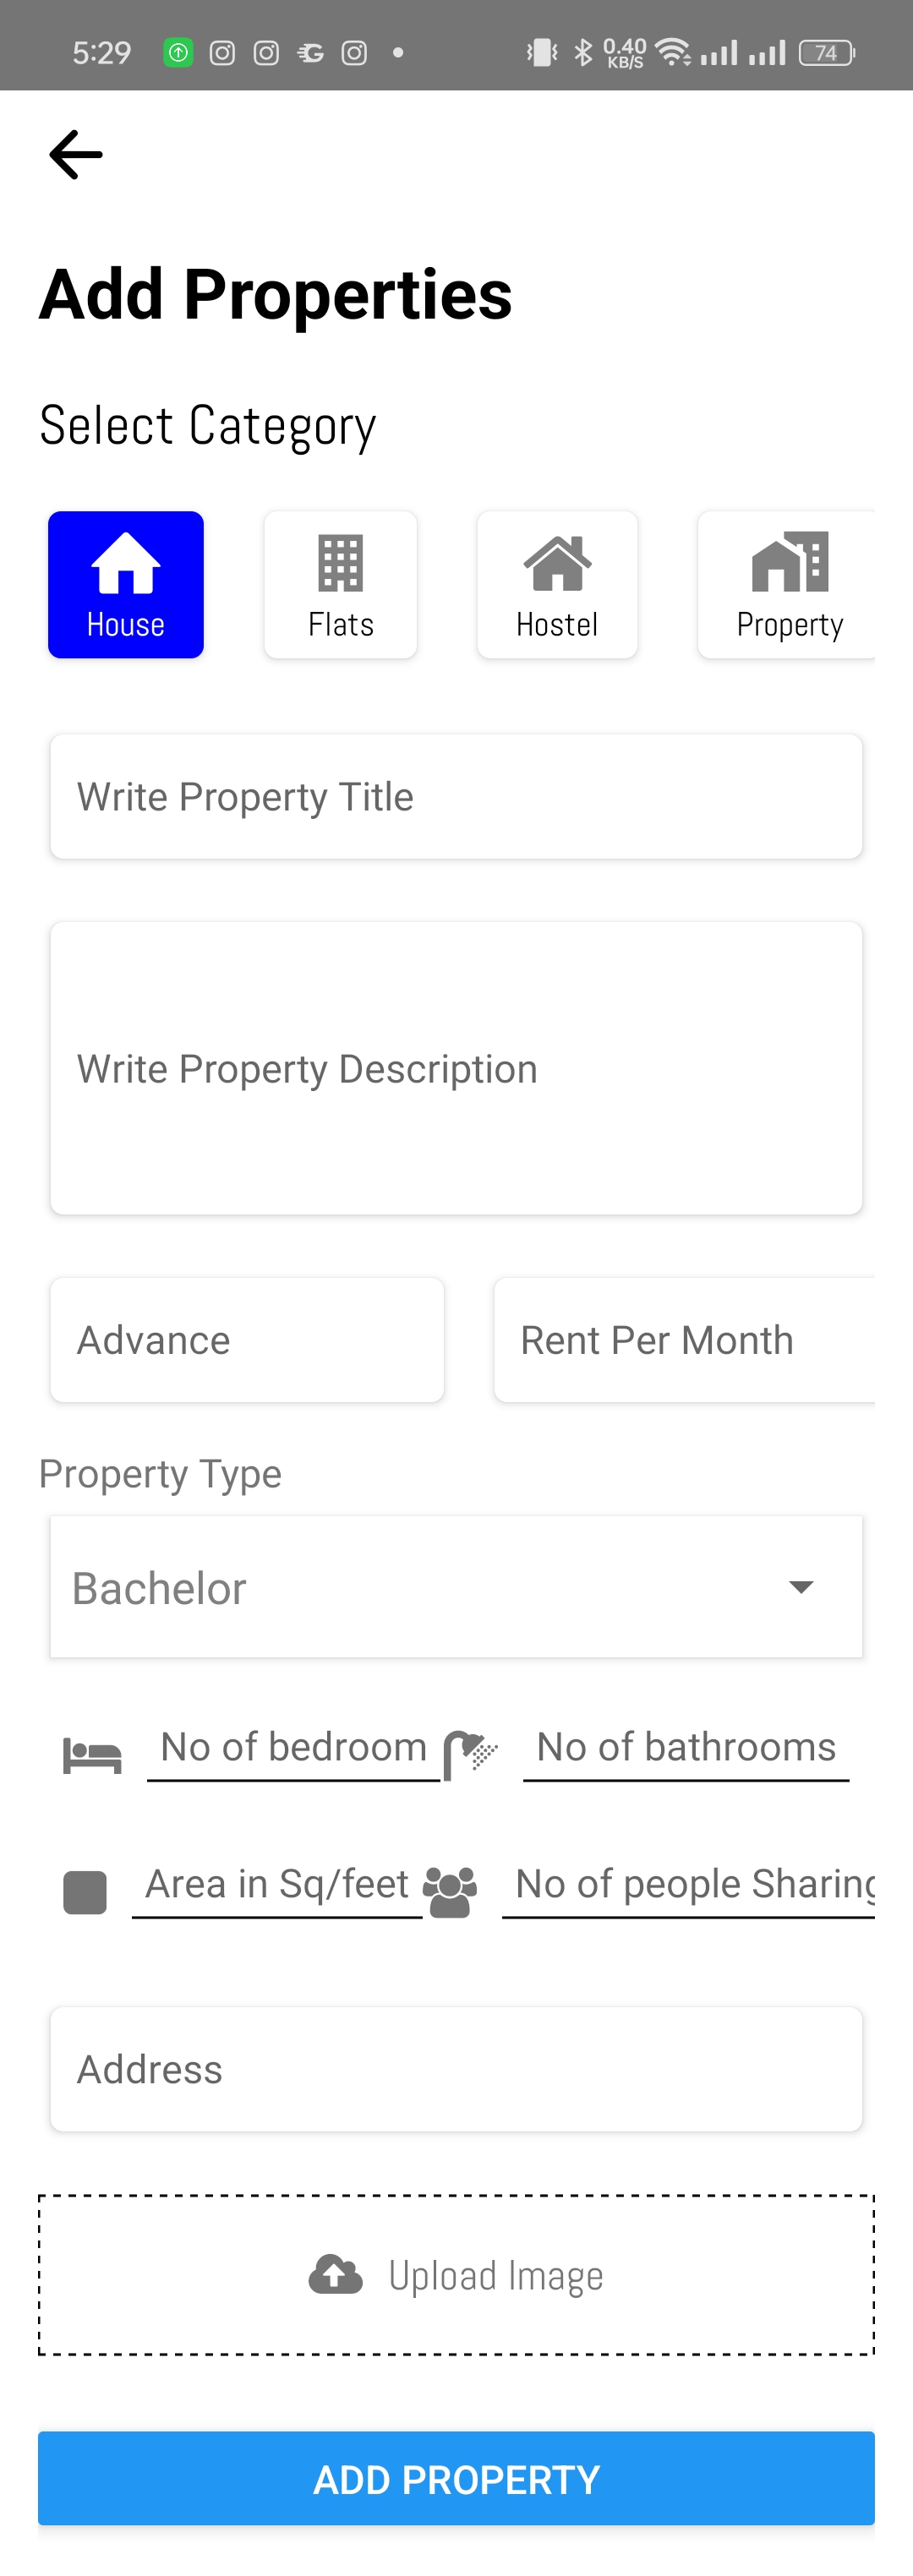 5:29 0.40 KB/S 74
Add Properties
Select Category
House Flats Hostel Property
Write Property Title
Write Property Description
Advance Rent Per Month
Property Type
Bachelor
No of bedroom No of bathrooms
Area in Sq/feet No of people Sharing
Address
Upload Image
ADD PROPERTY